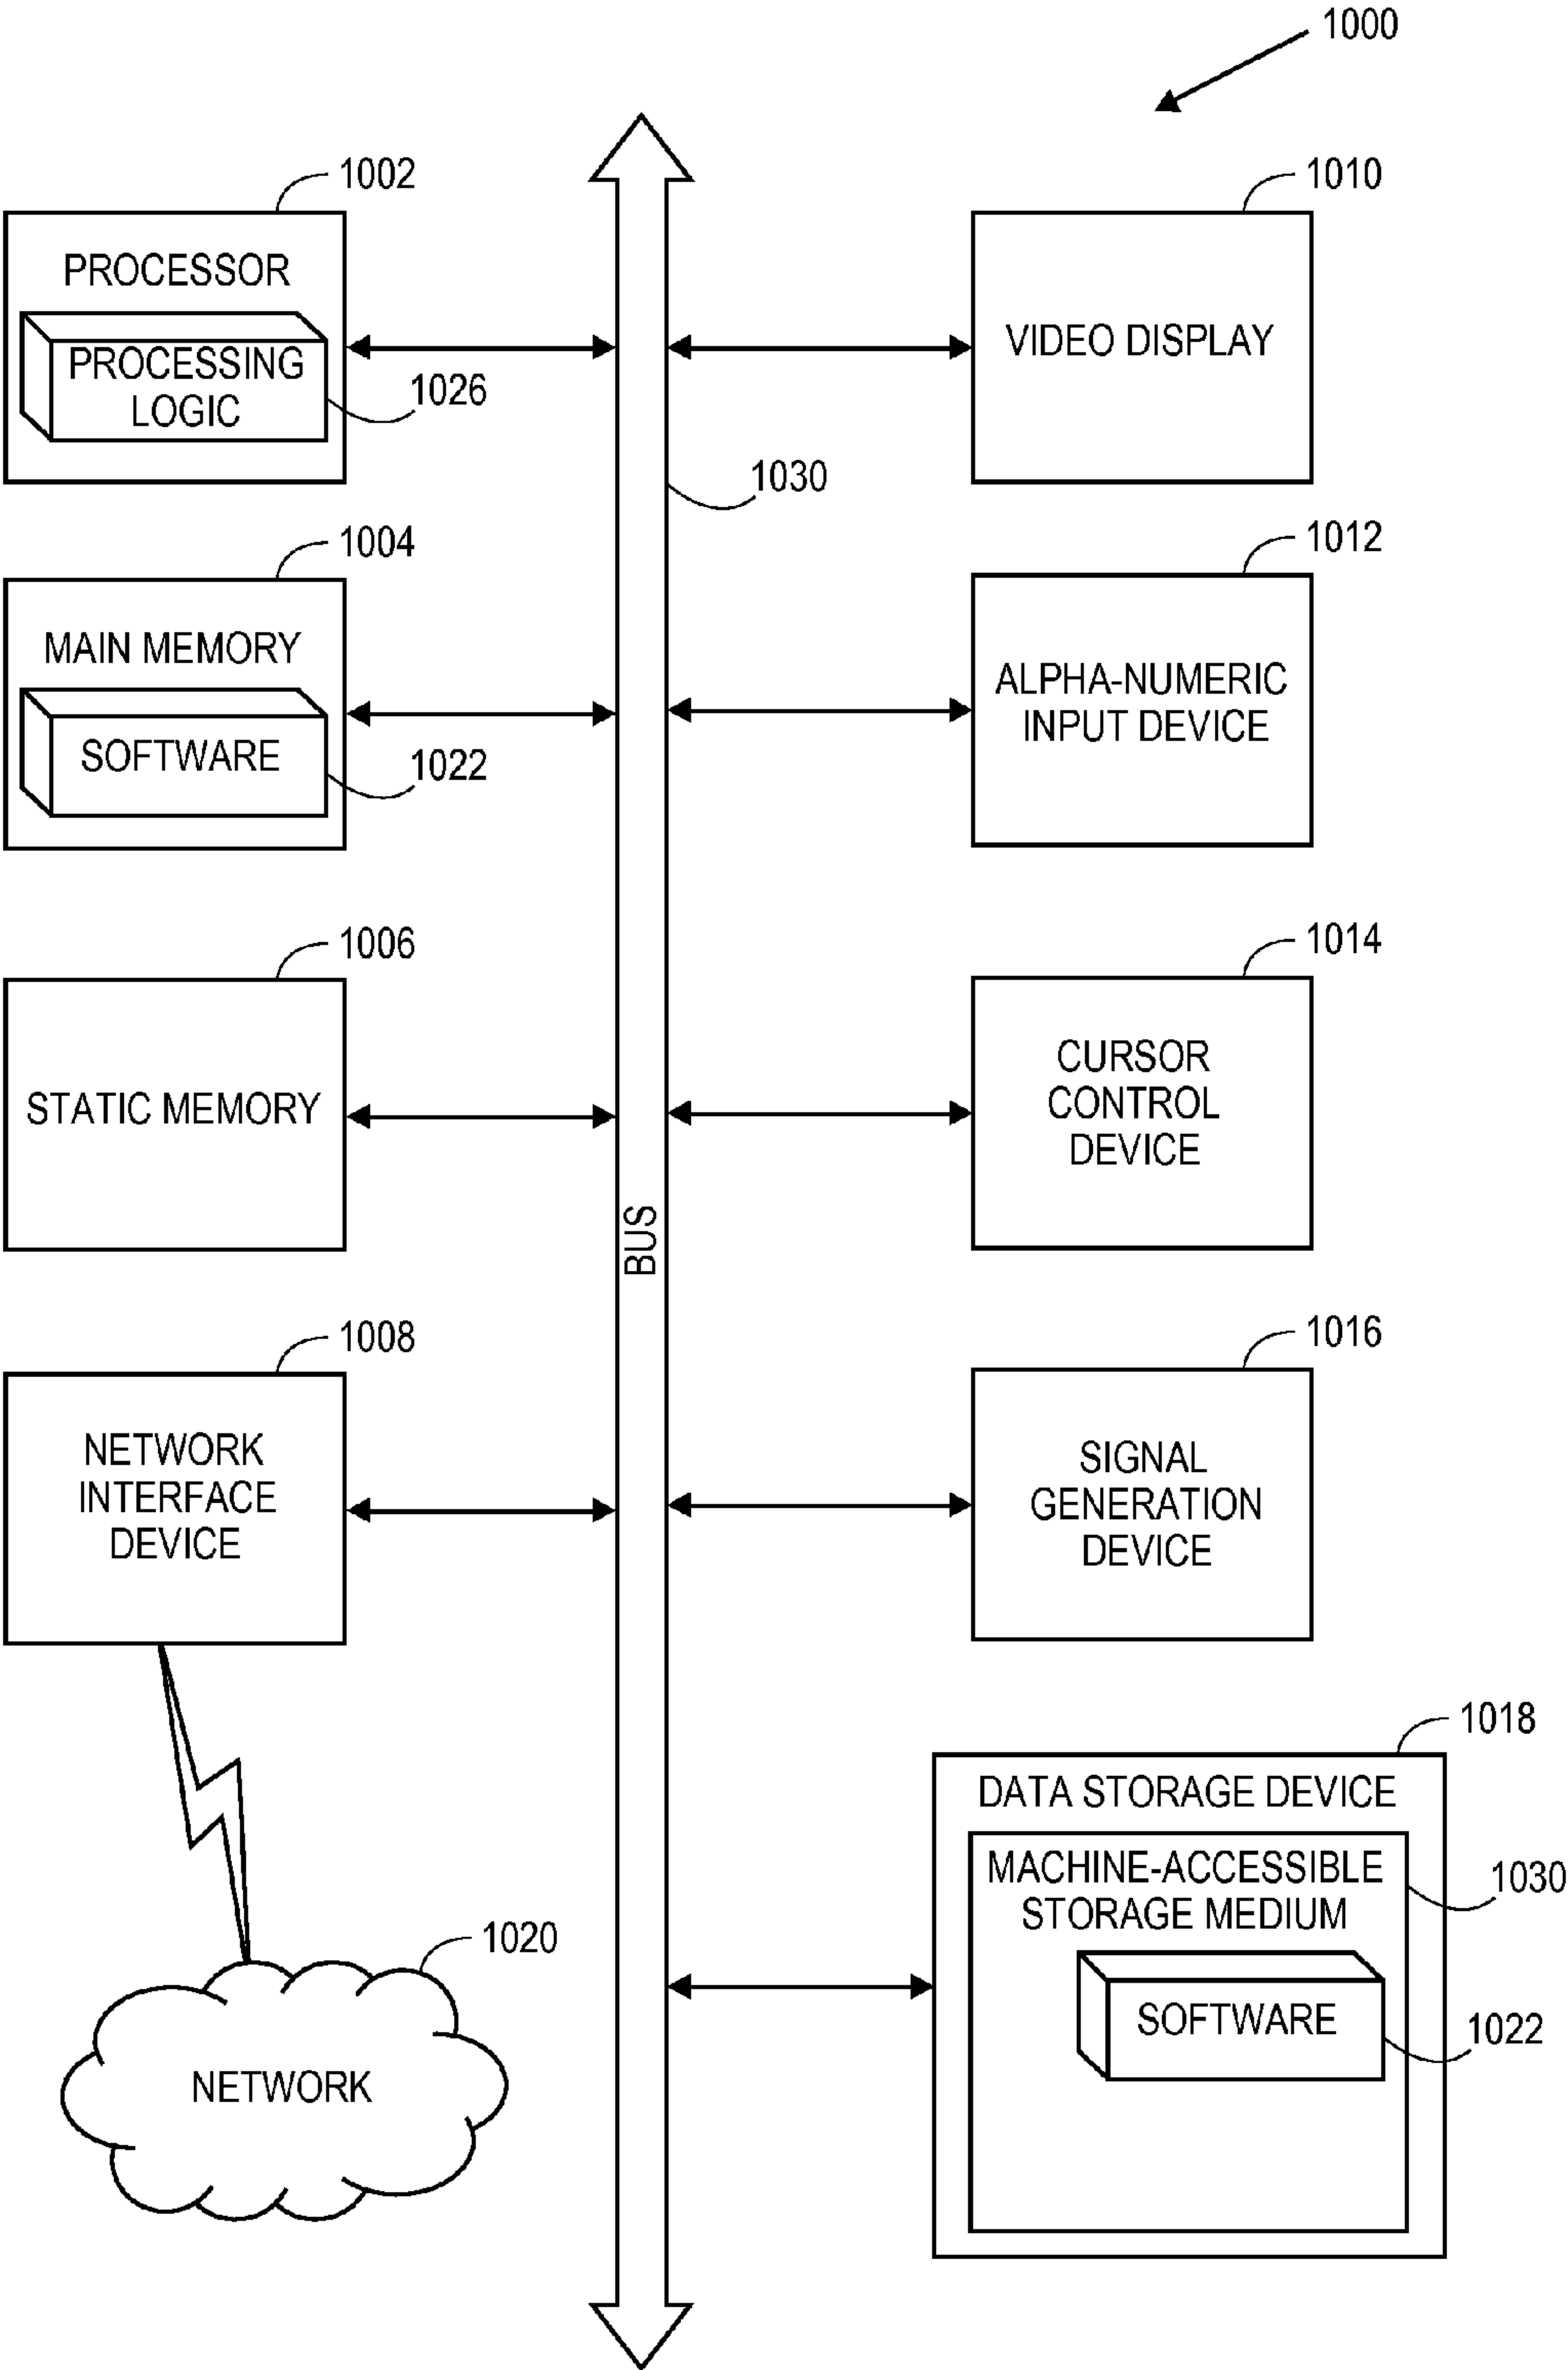 1000
1002
PROCESSOR
PROCESSING
LOGIC
1026
1004
MAIN MEMORY
SOFTWARE
1022
1006
STATIC MEMORY
1008
NETWORK
INTERFACE
DEVICE
1020
NETWORK
BUS
1030
1010
VIDEO DISPLAY
1012
ALPHA-NUMERIC
INPUT DEVICE
1014
CURSOR
CONTROL
DEVICE
1016
SIGNAL
GENERATION
DEVICE
1018
DATA STORAGE DEVICE
MACHINE-ACCESSIBLE
STORAGE MEDIUM
1030
SOFTWARE
1022